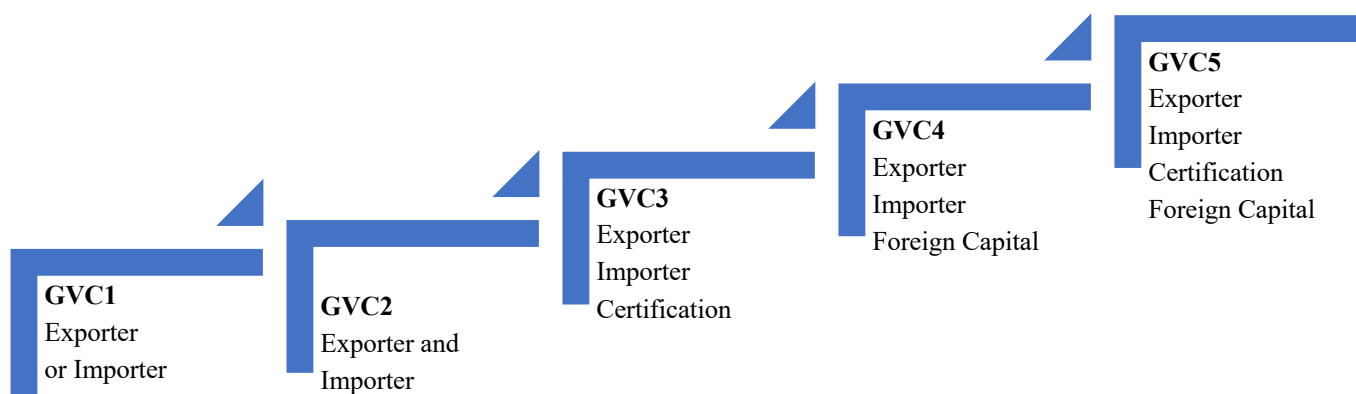 GVC1
Exporter
or Importer
GVC2
Exporter and
Importer
GVC3
Exporter
Importer
Certification
GVC4
Exporter
Importer
Foreign Capital
GVC5
Exporter
Importer
Certification
Foreign Capital